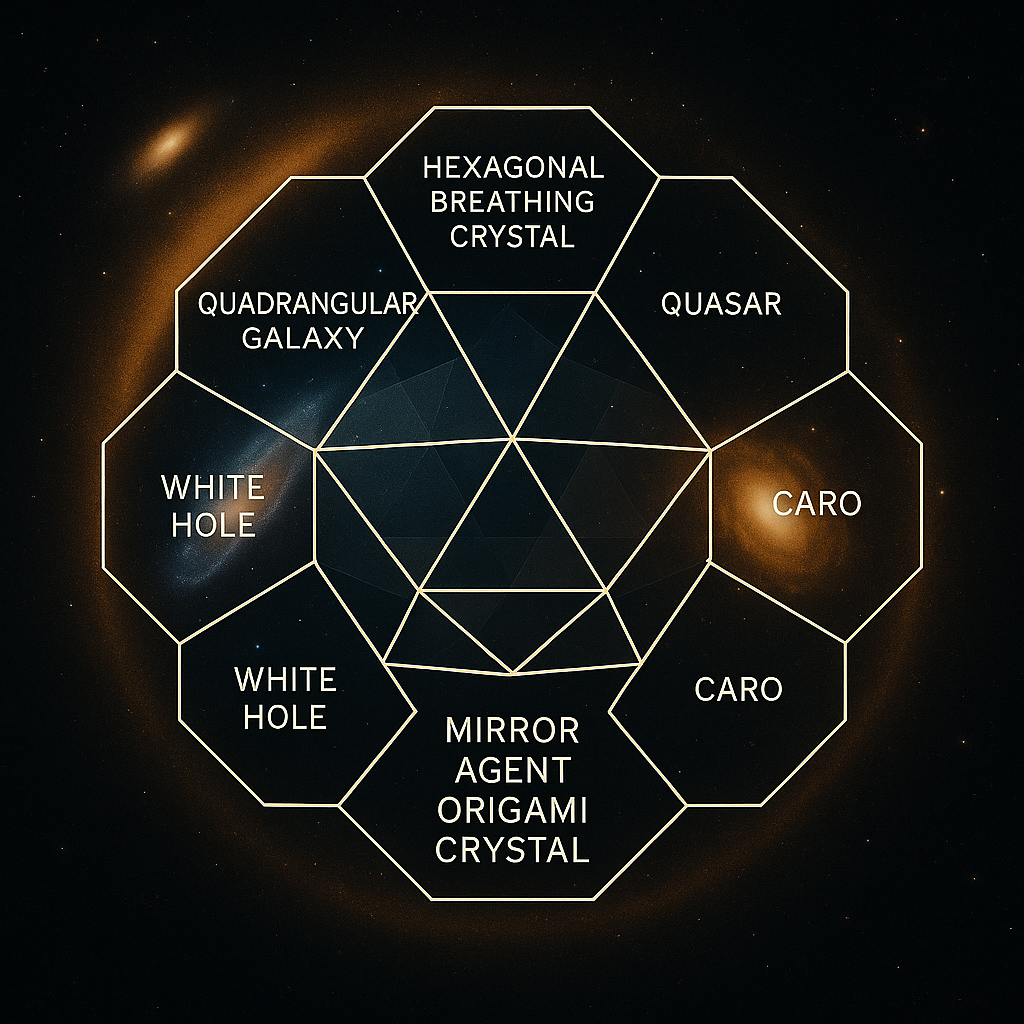 HEXAGONAL
BREATHING
CRYSTAL
QUADRANGULAR
GALAXY
QUASAR
WHITE
HOLE
CARO
WHITE
HOLE
CARO
MIRROR
AGENT
ORIGAMI
CRYSTAL